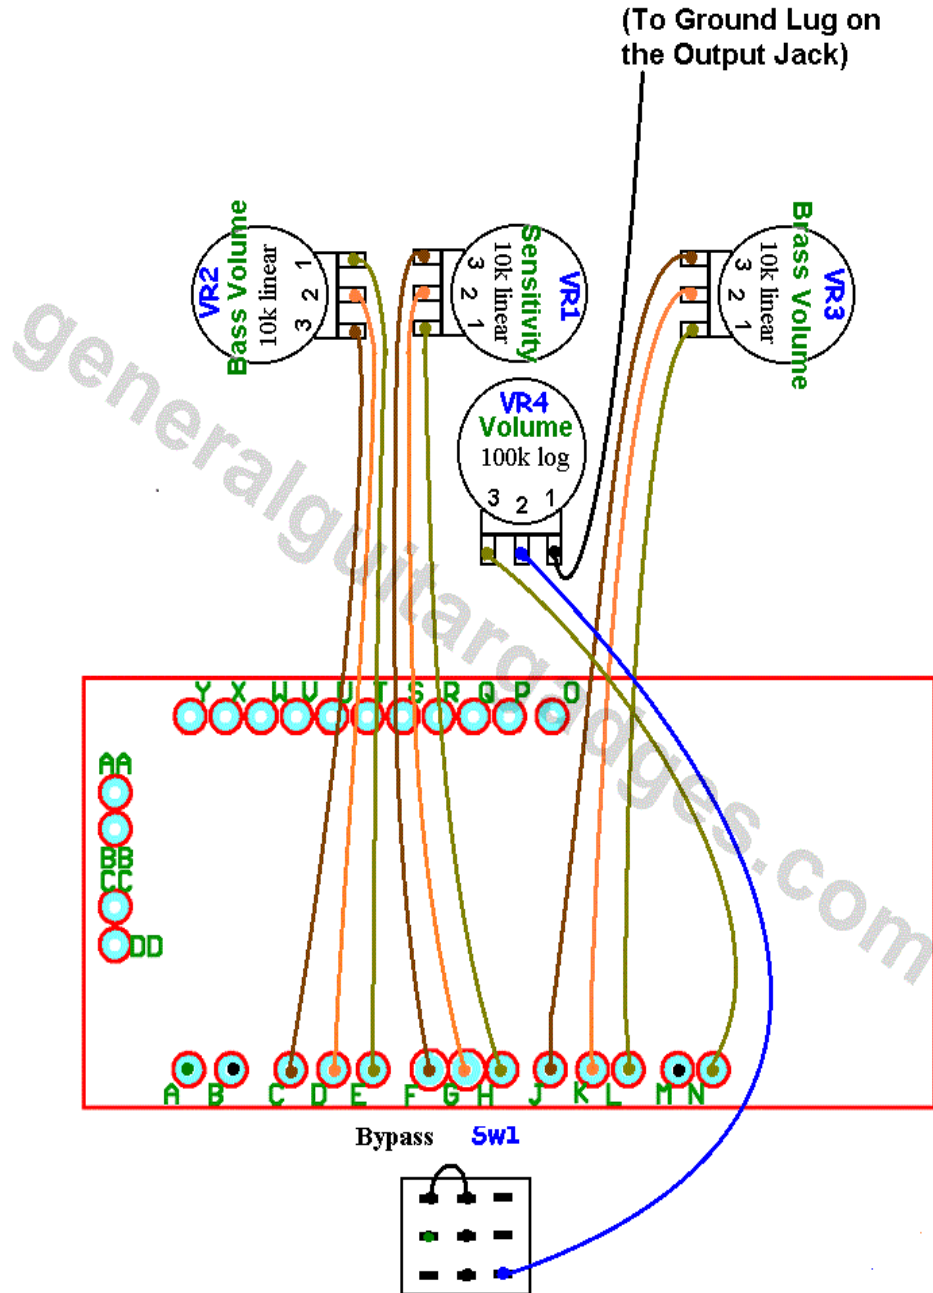 (To Ground Lug on
the Output Jack)
VR2
Bass Volume
10k linear
1
2
3
3
2
1
10k linear
Sensitivity
VR1
3
2
1
10k linear
Brass Volume
VR3
VR4
Volume
100k log
3 2 1
generalguitargadges.com
Y X W V U T S R Q P O
AA
BB
CC
DD
A B C D E F G H J K L M N
Bypass Sw1